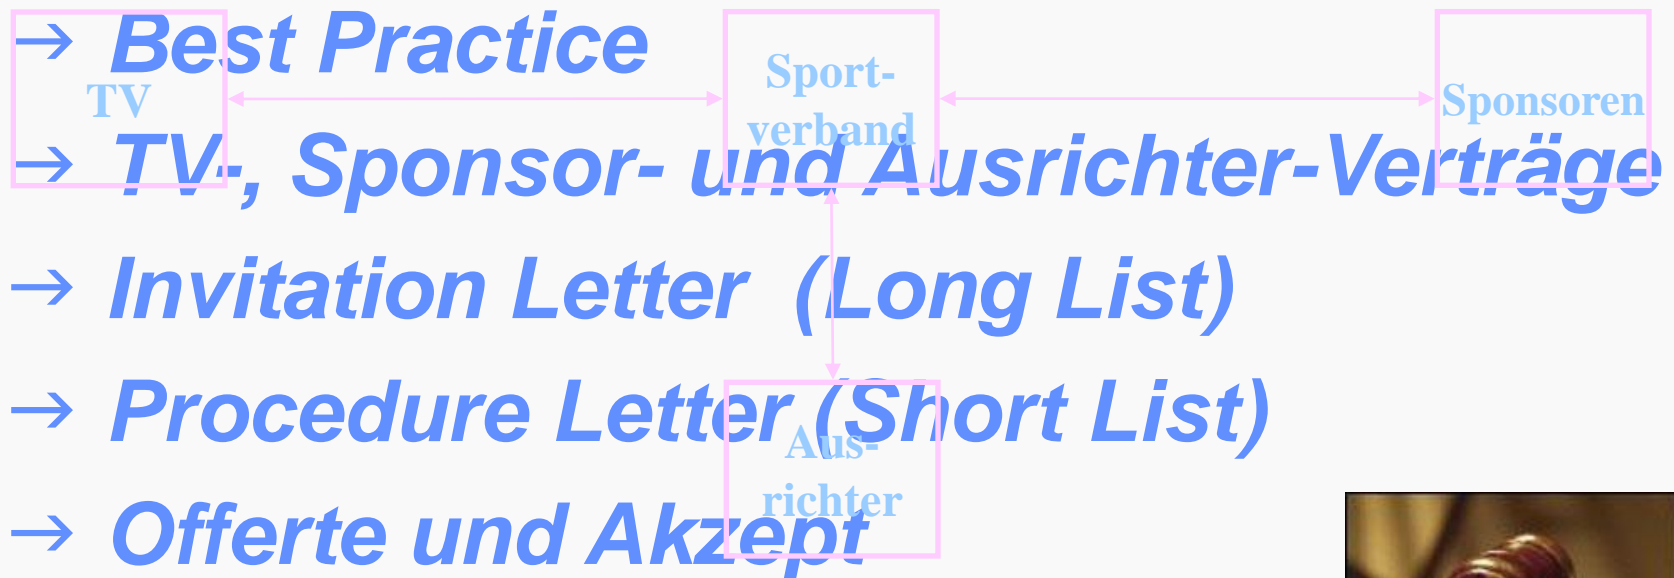 → Best Practice
→ TV-, Sponsor- und Ausrichter-Verträge
→ Invitation Letter (Long List)
→ Procedure Letter (Short List)
→ Offerte und Akzept
TV
Sport-
verband
Sponsoren
Aus-
richter